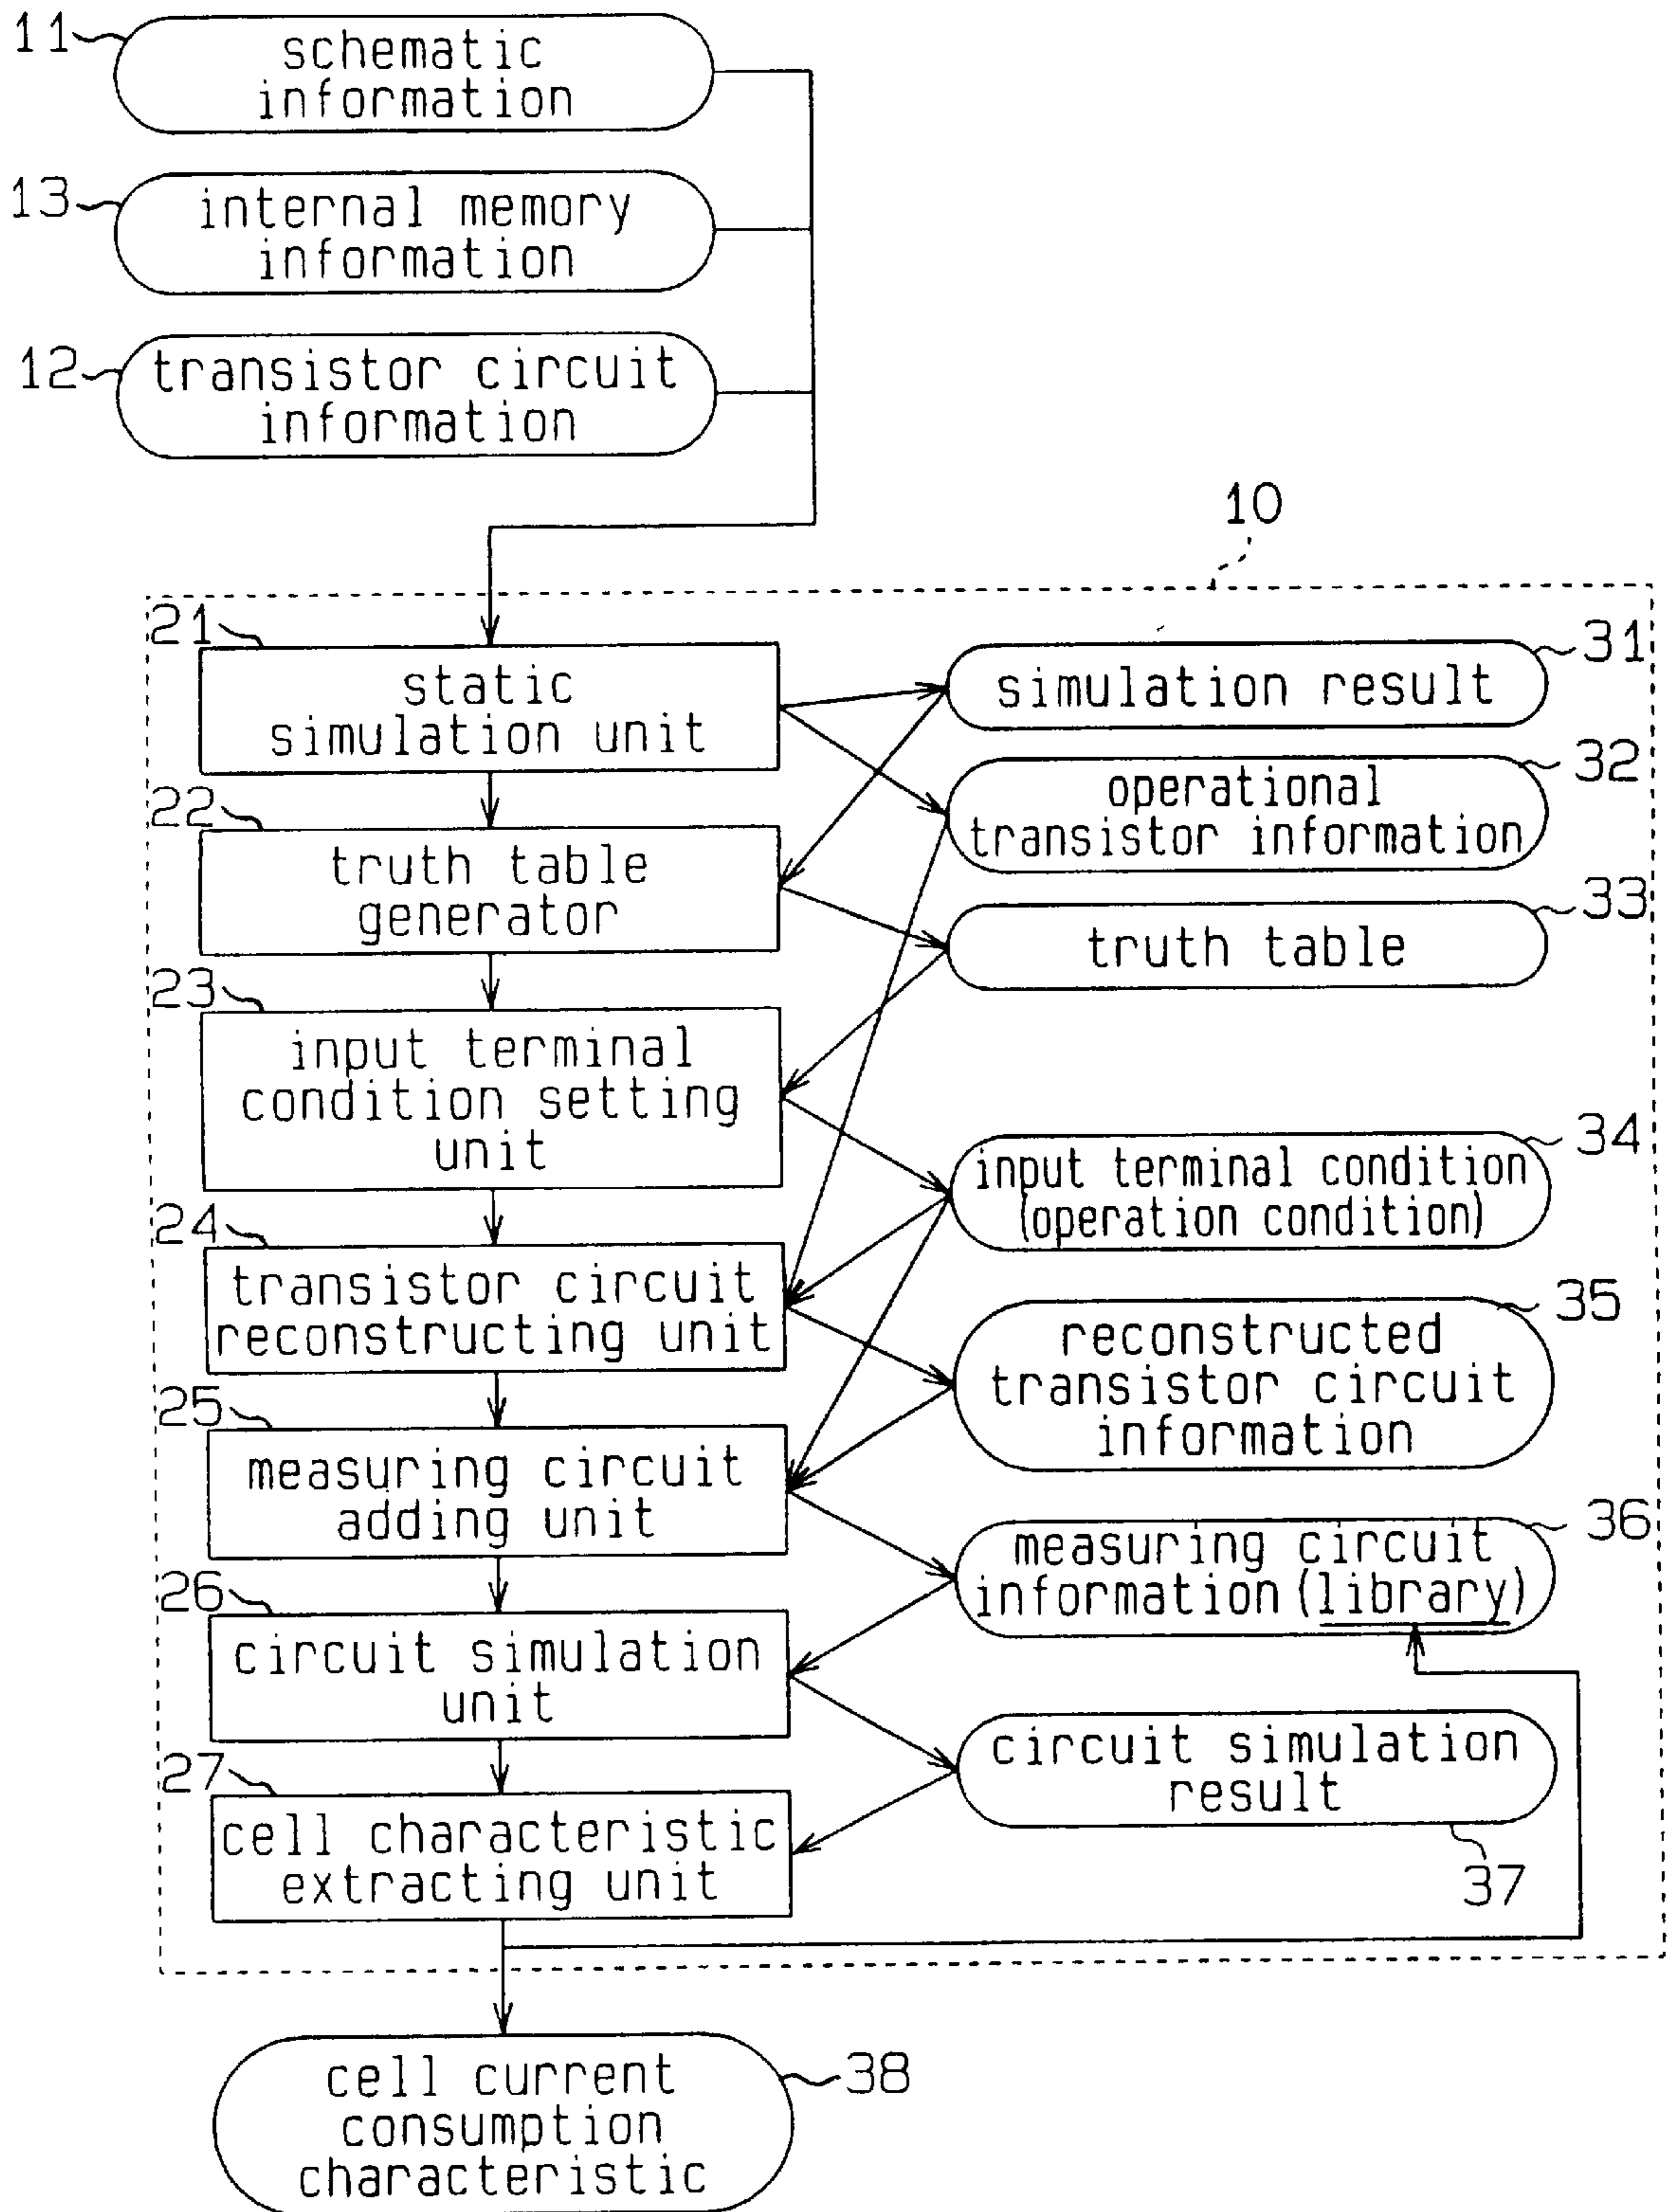 11
schematic
information
13
internal memory
information
12
transistor circuit
information
10
21
static
simulation unit
31
simulation result
32
operational
transistor information
22
truth table
generator
33
truth table
23
input terminal
condition setting
unit
34
input terminal condition
(operation condition)
24
transistor circuit
reconstructing unit
35
reconstructed
transistor circuit
information
25
measuring circuit
adding unit
36
measuring circuit
information (library)
26
circuit simulation
unit
circuit simulation
result
37
27
cell characteristic
extracting unit
38
cell current
consumption
characteristic